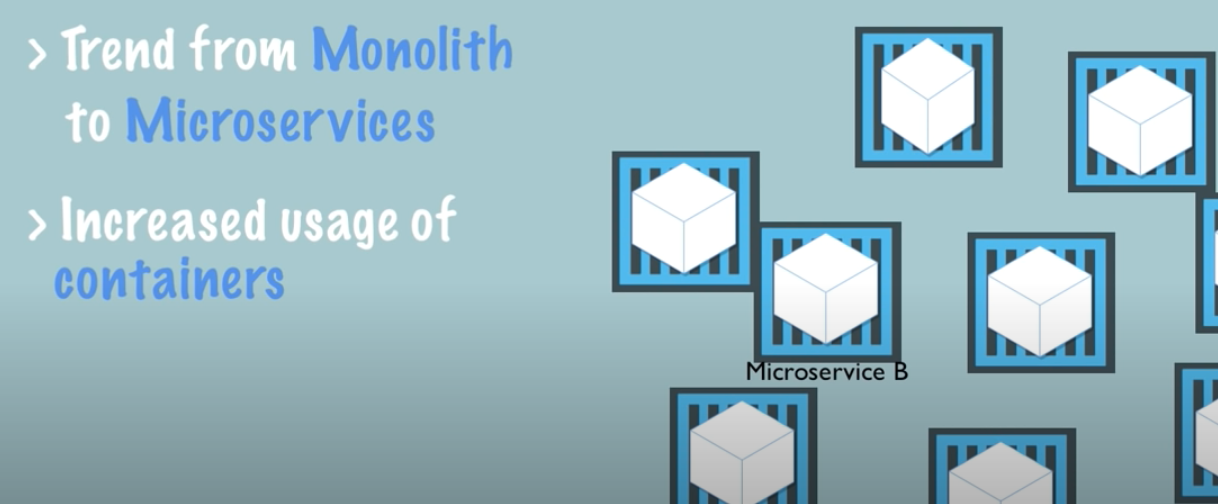 > Trend from Monolith
to Microservices
> Increased usage of
containers
Microservice B